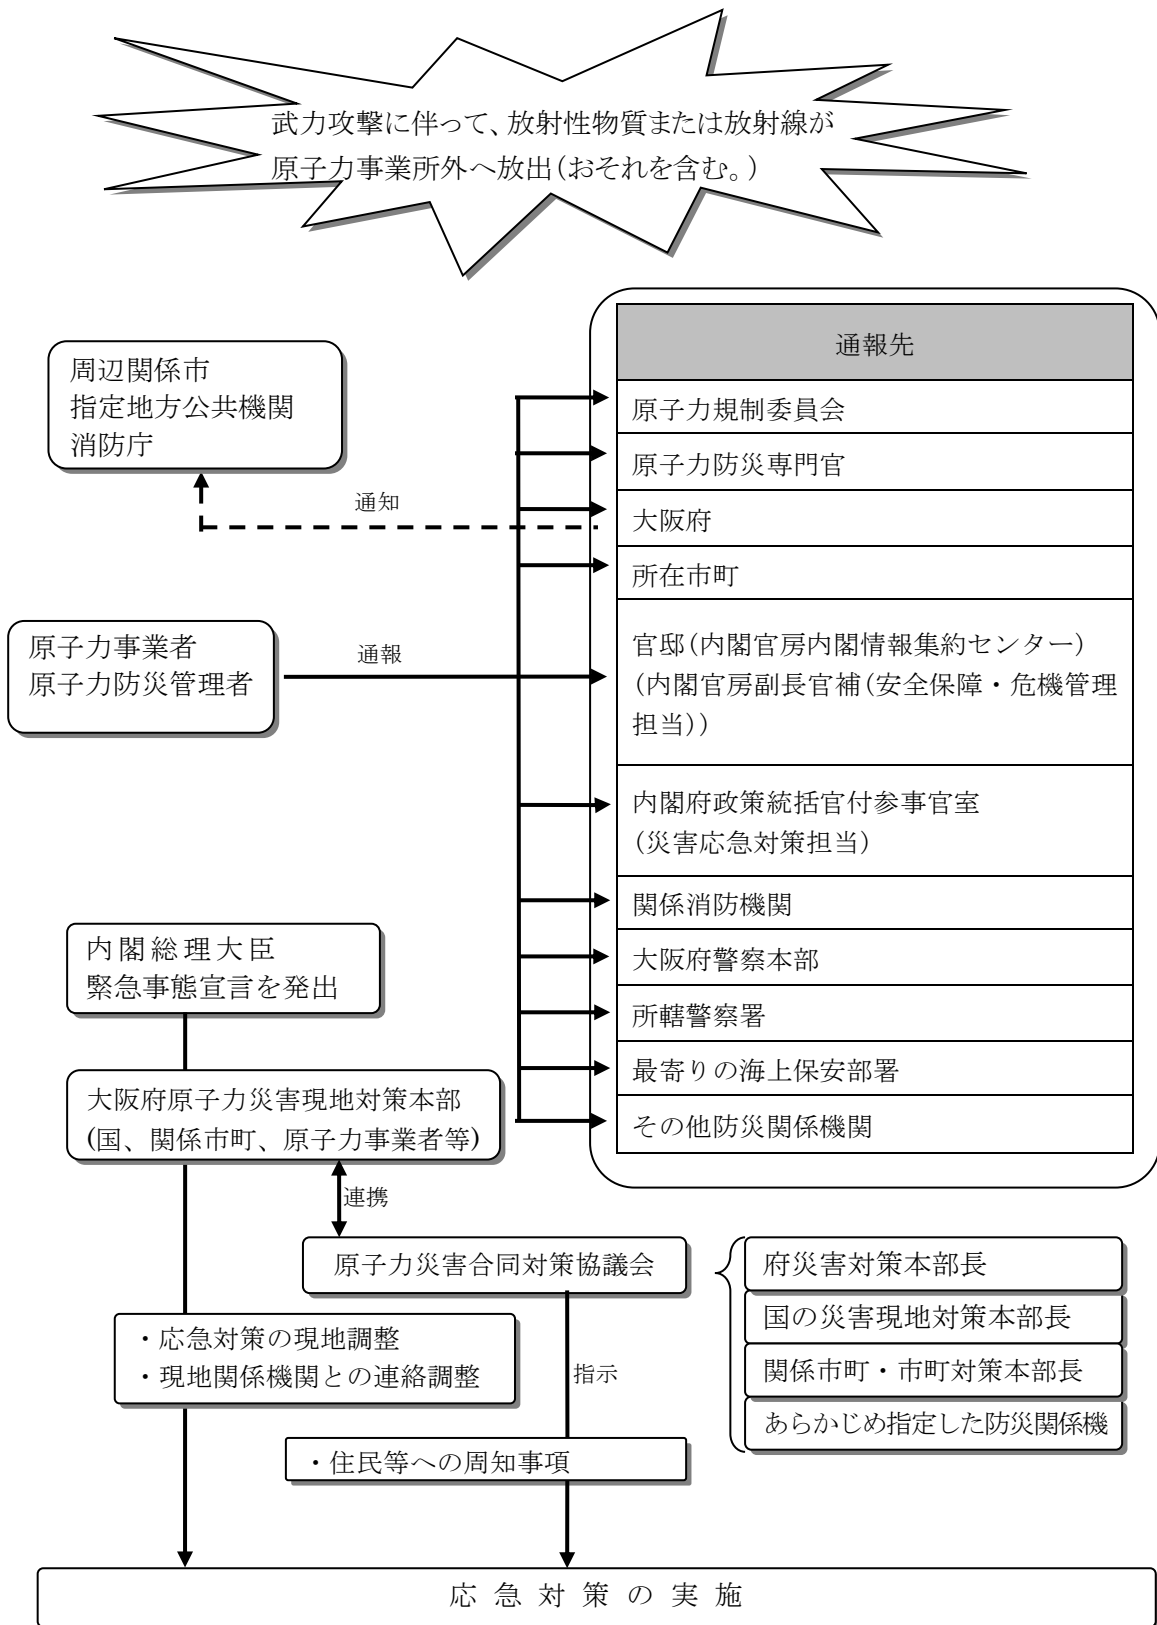 武力攻撃に伴って、放射性物質または放射線が
原子力事業所外へ放出(おそれを含む。)
通報先
周辺関係市
指定地方公共機関
消防庁
原子力規制委員会
原子力防災専門官
通知
大阪府
所在市町
原子力事業者
原子力防災管理者
通報
官邸(内閣官房内閣情報集約センター)
(内閣官房副長官補(安全保障・危機管理
担当))
内閣府政策統括官付参事官室
(災害応急対策担当)
関係消防機関
大阪府警察本部
所轄警察署
最寄りの海上保安部署
その他防災関係機関
内閣総理大臣
緊急事態宣言を発出
大阪府原子力災害現地対策本部
(国、関係市町、原子力事業者等)
連携
原子力災害合同対策協議会
府災害対策本部長
国の災害現地対策本部長
関係市町・市町対策本部長
あらかじめ指定した防災関係機
・応急対策の現地調整
・現地関係機関との連絡調整
指示
・住民等への周知事項
応急対策の実施